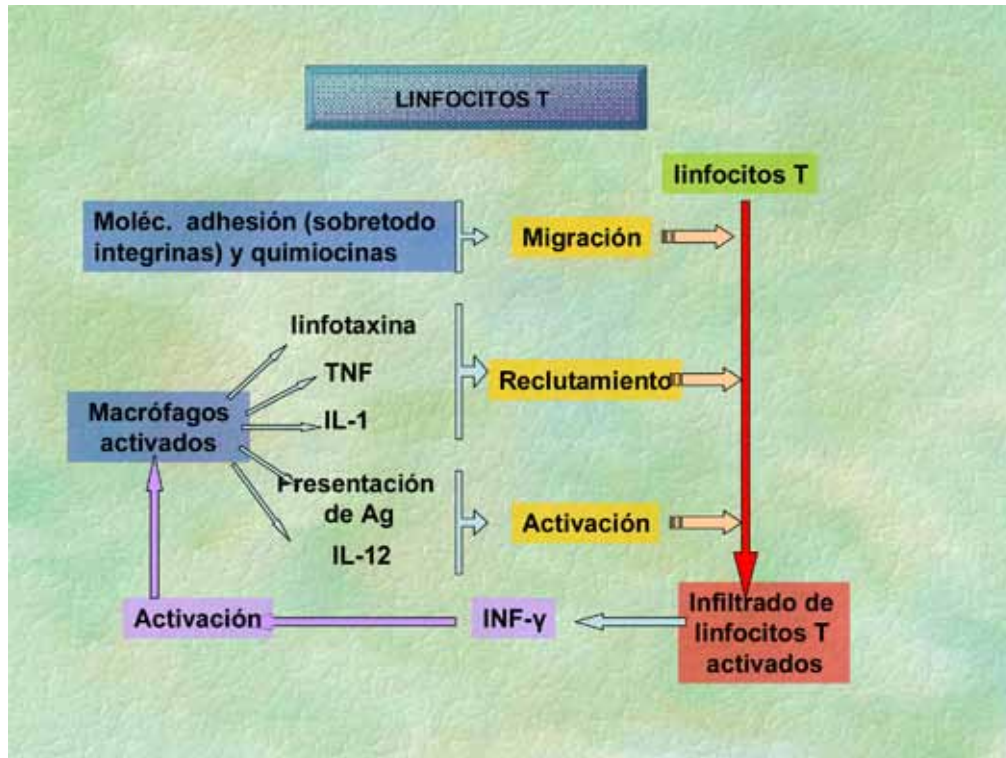 LINFOCITOS T
linfocitos T
Moléc. adhesión (sobretodo
integrinas) y quimiocinas
Migración
linfotaxina
TNF
IL-1
Reclutamiento
Macrófagos
activados
Presentación
de Ag
IL-12
Activación
Activación
INF-γ
Infiltrado de
linfocitos T
activados